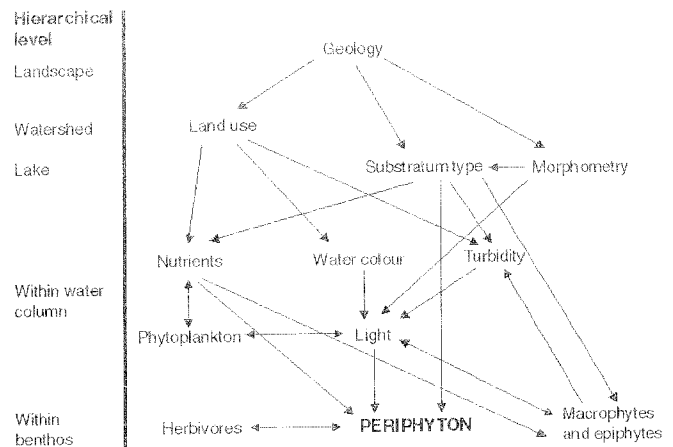 Hierarchical
level
Geology
Landscape
Watershed
Land use
Lake
Substratum type
Morphometry
Nutrients
Water colour
Turbidity
Within water
column
Phytoplankton
Light
Within
benthos
Herbivores
PERIPHYTON
Macrophytes
and epiphytes